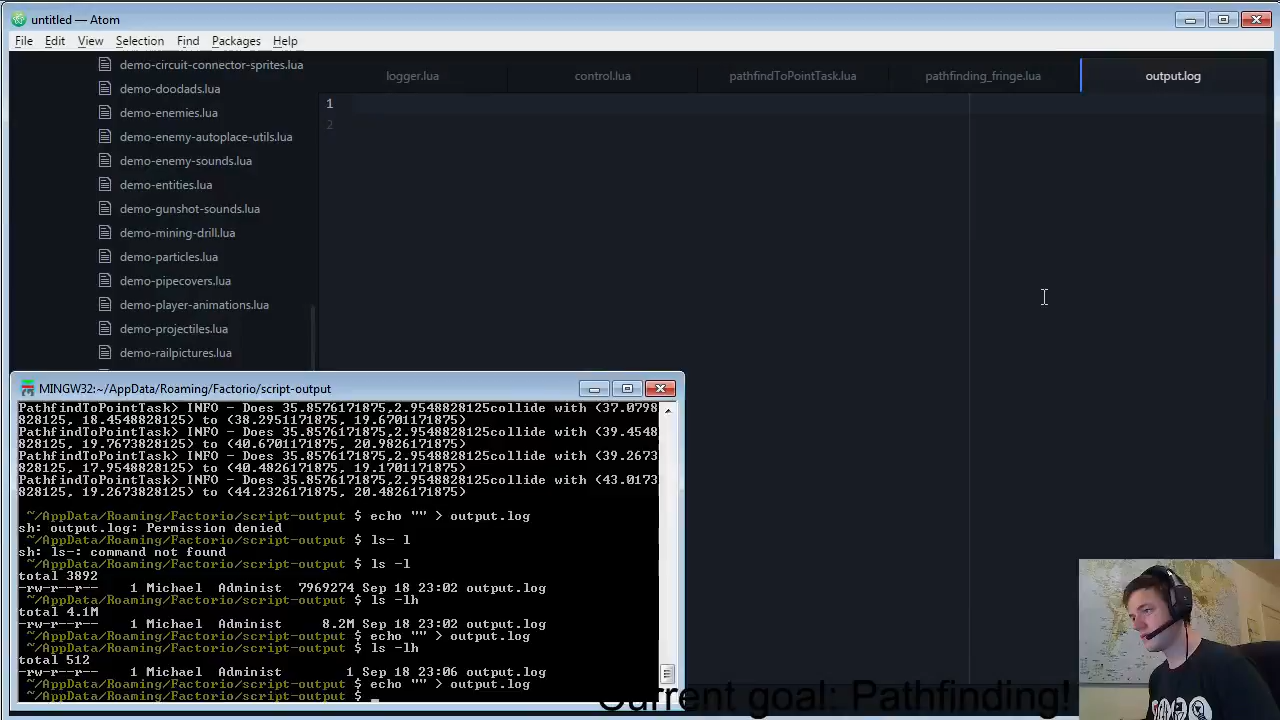 untitled — Atom
File Edit View Selection Find Packages Help
demo-circuit-connector-sprites.lua
demo-doodads.lua
demo-enemies.lua
demo-enemy-autoplace-utils.lua
demo-enemy-sounds.lua
demo-entities.lua
demo-gunshot-sounds.lua
demo-mining-drill.lua
demo-particles.lua
demo-pipecovers.lua
demo-player-animations.lua
demo-projectiles.lua
demo-railpictures.lua
logger.lua control.lua pathfindToPointTask.lua pathfinding_fringe.lua output.log
1
2
MINGW32:~/AppData/Roaming/Factorio/script-output
PathfindToPointTask> INFO - Does 35.8576171875,2.9548828125collide with (37.0798
828125, 18.4548828125) to (38.2951171875, 19.6701171875)
PathfindToPointTask> INFO - Does 35.8576171875,2.9548828125collide with (39.4548
828125, 19.7673828125) to (40.6701171875, 20.9826171875)
PathfindToPointTask> INFO - Does 35.8576171875,2.9548828125collide with (39.2673
828125, 17.9548828125) to (40.4826171875, 19.1701171875)
PathfindToPointTask> INFO - Does 35.8576171875,2.9548828125collide with (43.0173
828125, 19.2673828125) to (44.2326171875, 20.4826171875)
~/AppData/Roaming/Factorio/script-output $ echo "" > output.log
sh: output.log: Permission denied
~/AppData/Roaming/Factorio/script-output $ ls- l
sh: ls-: command not found
~/AppData/Roaming/Factorio/script-output $ ls -l
total 3892
-rw-r--r-- 1 Michael Administ 7969274 Sep 18 23:02 output.log
~/AppData/Roaming/Factorio/script-output $ ls -lh
total 4.1M
-rw-r--r-- 1 Michael Administ 8.2M Sep 18 23:02 output.log
~/AppData/Roaming/Factorio/script-output $ echo "" > output.log
~/AppData/Roaming/Factorio/script-output $ ls -lh
total 512
-rw-r--r-- 1 Michael Administ 1 Sep 18 23:06 output.log
~/AppData/Roaming/Factorio/script-output $ echo "" > output.log
~/AppData/Roaming/Factorio/script-output $
Current goal: Pathfinding!